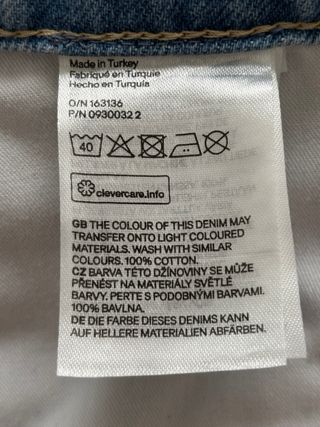 Made in Turkey
Fabriqué en Turquie
Hecho en Turquía
O/N 163136
P/N 0930032 2
40
clevercare.info
GB THE COLOUR OF THIS DENIM MAY
TRANSFER ONTO LIGHT COLOURED
MATERIALS. WASH WITH SIMILAR
COLOURS. 100% COTTON.
CZ BARVA TÉTO DŽÍNOVINY SE MŮŽE
PŘENÉST NA MATERIÁLY SVĚTLÉ
BARVY. PERTE S PODOBNÝMI BARVAMI.
100% BAVLNA.
DE DIE FARBE DIESES DENIMS KANN
AUF HELLERE MATERIALIEN ABFÄRBEN.